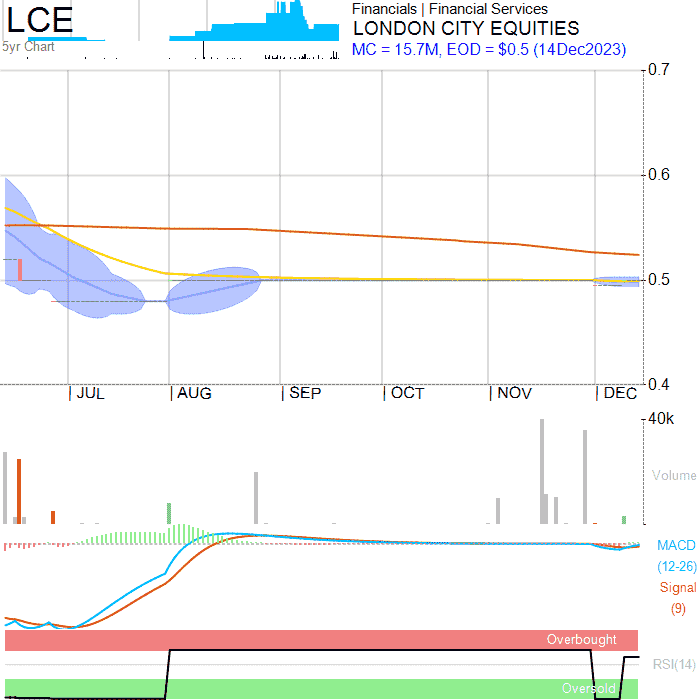 LCE
5yr Chart
Financials | Financial Services
LONDON CITY EQUITIES
MC = 15.7M, EOD = $0.5 (14Dec2023)
0.7
0.6
0.5
0.4
| JUL | AUG | SEP | OCT | NOV | DEC
40k
Volume
MACD
(12-26)
Signal
(9)
Overbought
RSI(14)
Oversold